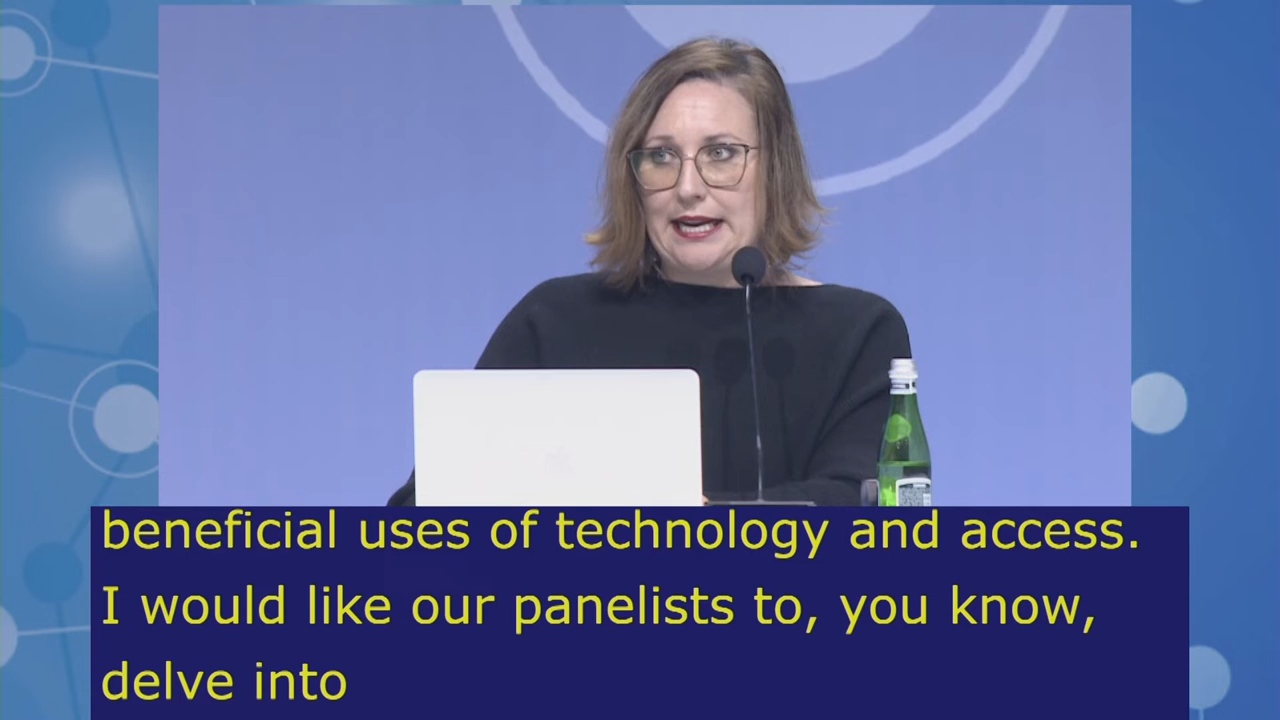 beneficial uses of technology and access.
I would like our panelists to, you know,
delve into